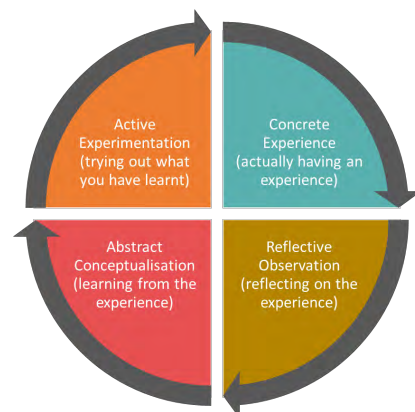 Active
Experimentation
(trying out what
you have learnt)
Concrete
Experience
(actually having an
experience)
Abstract
Conceptualisation
(learning from the
experience)
Reflective
Observation
(reflecting on the
experience)